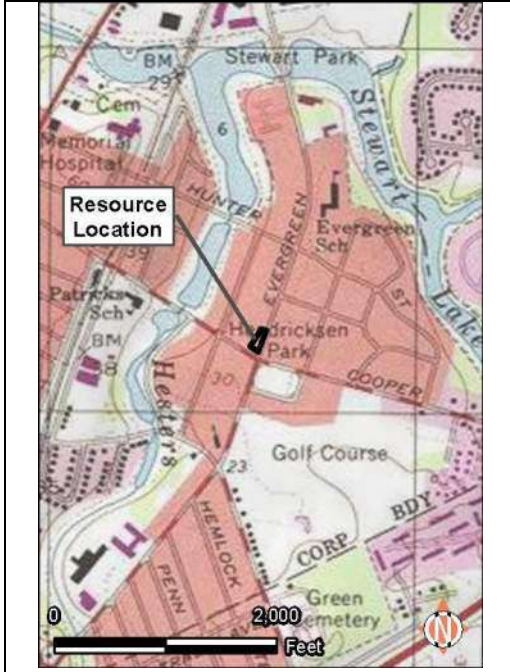 Stewart Park
BM
29
Cem
Stewart
6
Memorial
Hospital
60
HUNTER
Resource
Location
39
EVERGREEN
Evergreen
Sch
ST
Patricks
Sch
Lake
BM
Hendricksen
Park
COOPER
30
Hesters
Golf Course
23
HEMLOCK
CORP BDY
PENN
Green
Cemetery
0 2,000
Feet
N